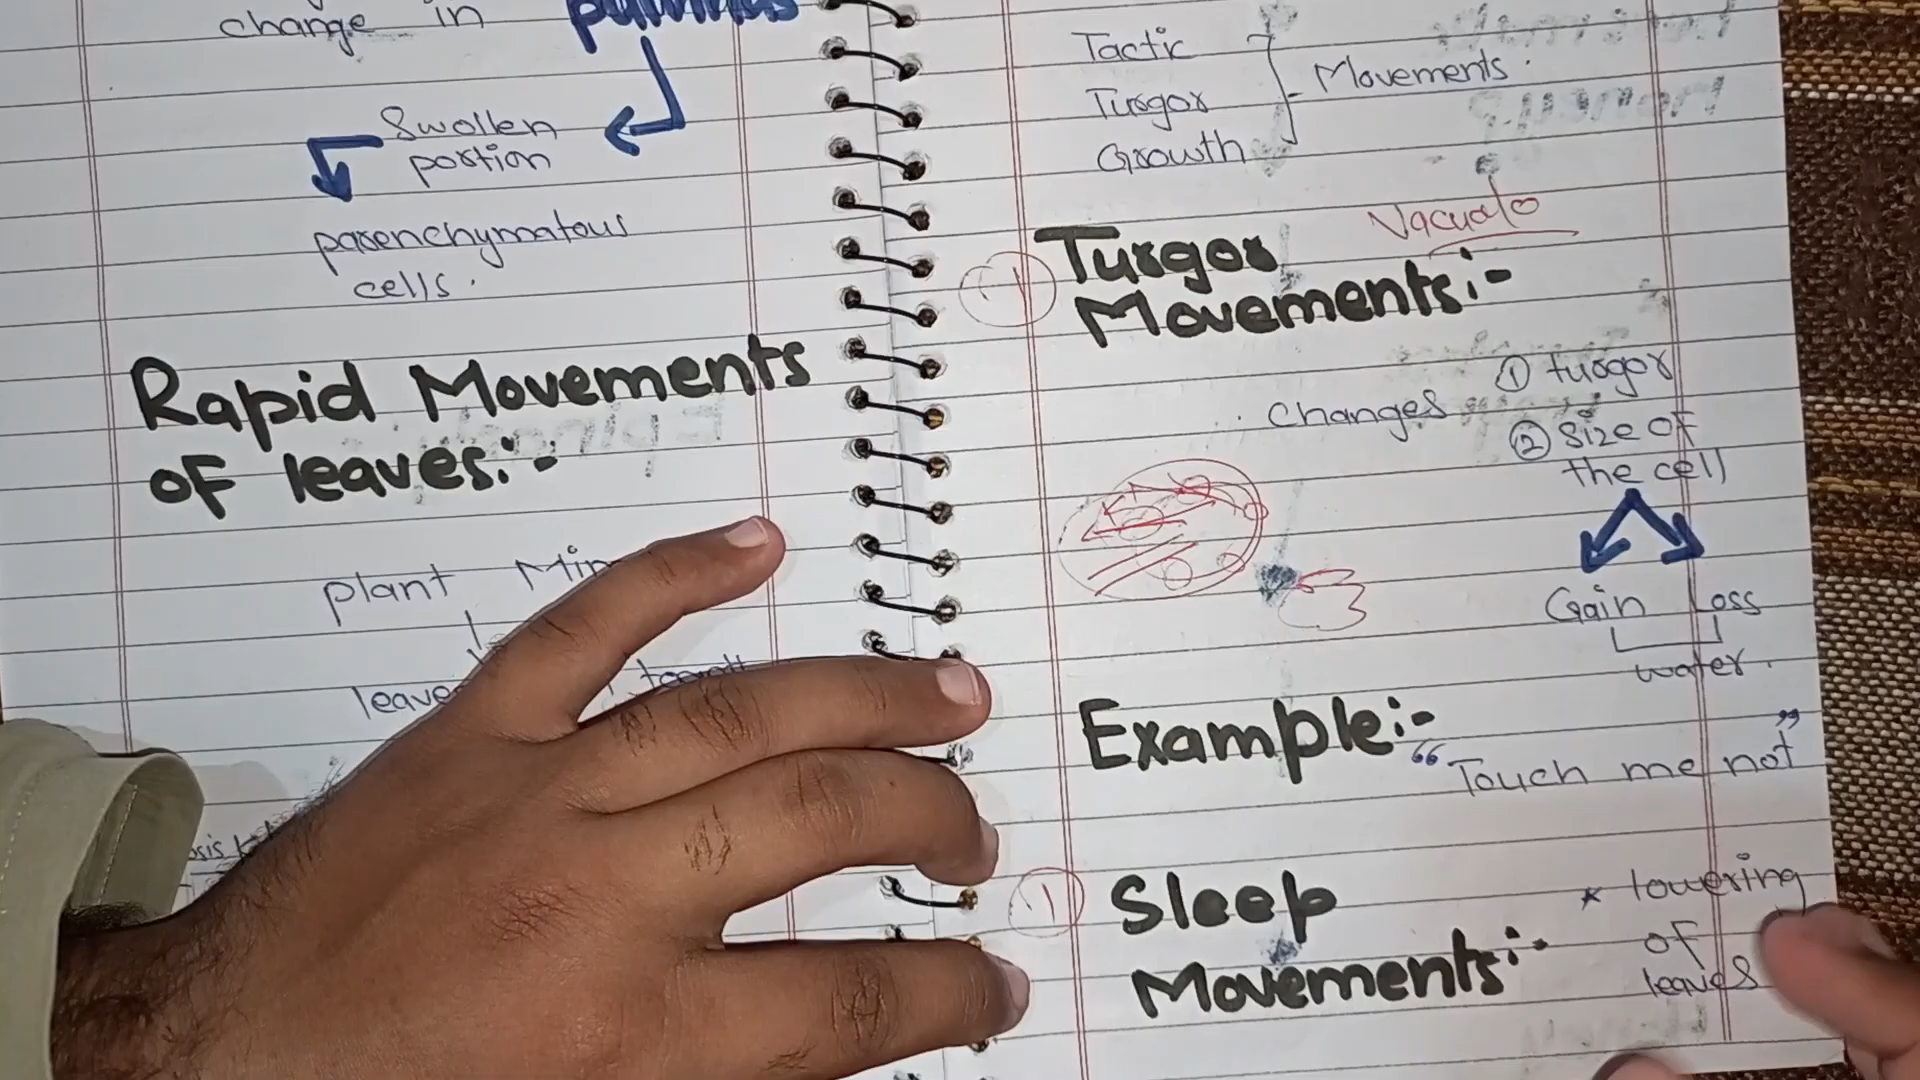 change in pulvinus
Swollen
portion
parenchymatous
cells.
Rapid Movements
of leaves:-
plant
Tactic
Turgor
Growth
Movements.
Vacuole
Turgor
Movements:-
Changes
① turgor
② size of
the cell
Gain Loss
water.
Example:-
"Touch me not"
Sleep
Movements:-
* lowering
of
leaves